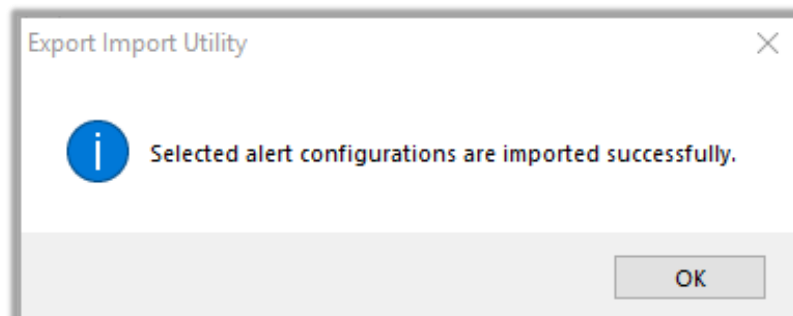 Export Import Utility
Selected alert configurations are imported successfully.
OK